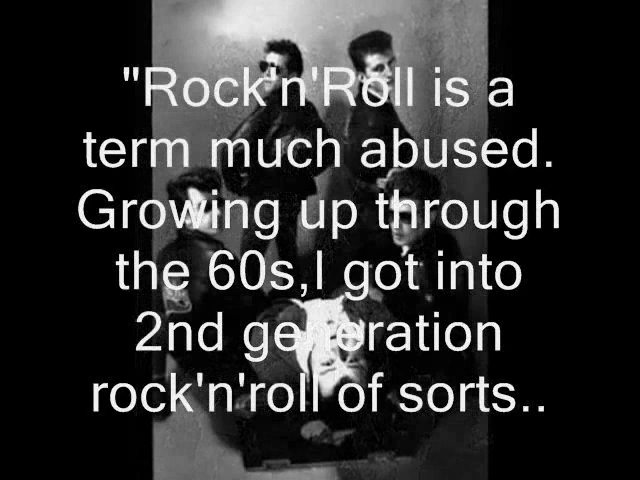 "Rock'n'Roll is a
term much abused.
Growing up through
the 60s,I got into
2nd generation
rock'n'roll of sorts..